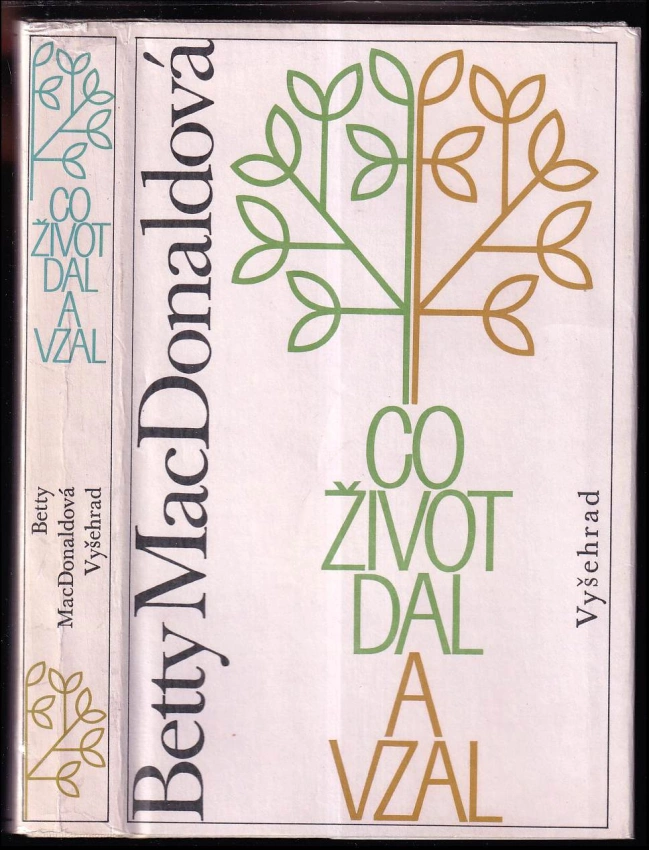 CO
ŽIVOT
DAL
A
VZAL
Betty
MacDonaldová
Vyšehrad
Betty MacDonaldová
CO
ŽIVOT
DAL
A
VZAL
Vyšehrad